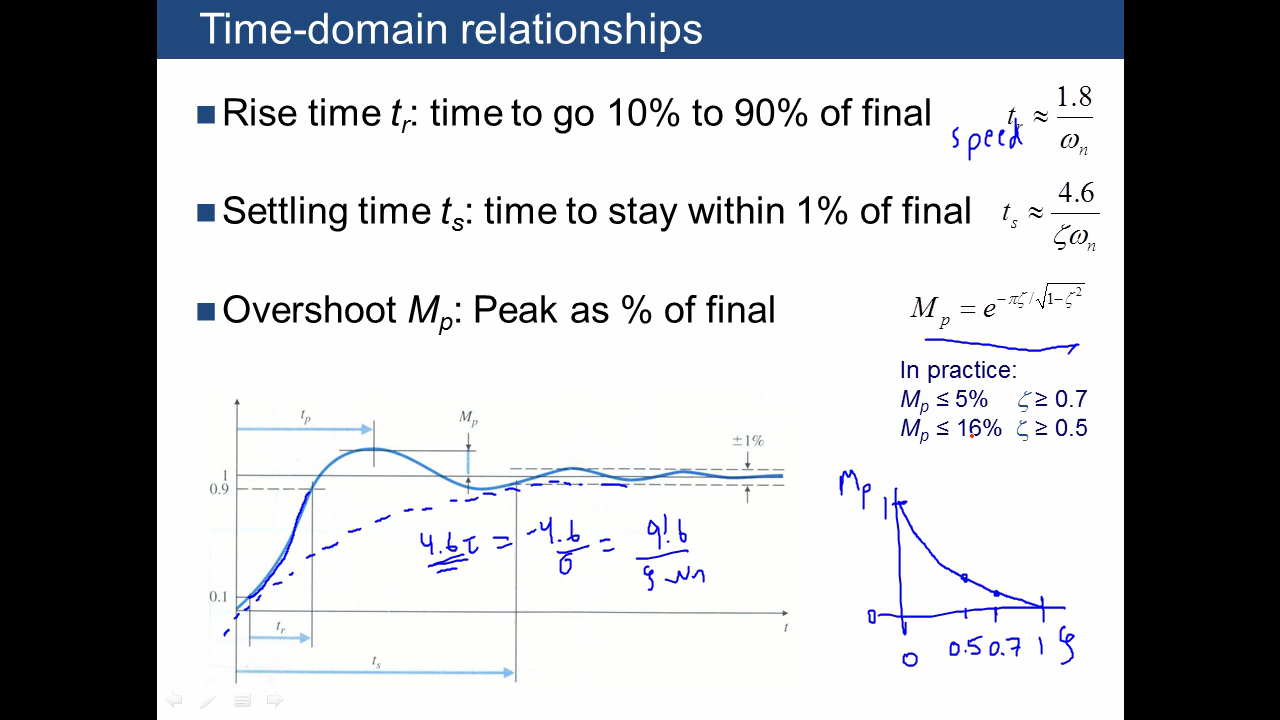 Time-domain relationships
Rise time tr: time to go 10% to 90% of final
tr ≈ 1.8/ωn
speed
Settling time ts: time to stay within 1% of final
ts ≈ 4.6/ζωn
Overshoot Mp: Peak as % of final
Mp = e^−πζ/√1−ζ²
In practice:
Mp ≤ 5% ζ ≥ 0.7
Mp ≤ 16% ζ ≥ 0.5
tp
Mp
±1%
1
0.9
0.1
tr
ts
t
4.6τ = -4.6/σ = 4.6/ζωn
Mp
1
0
0 0.5 0.7 1 ζ